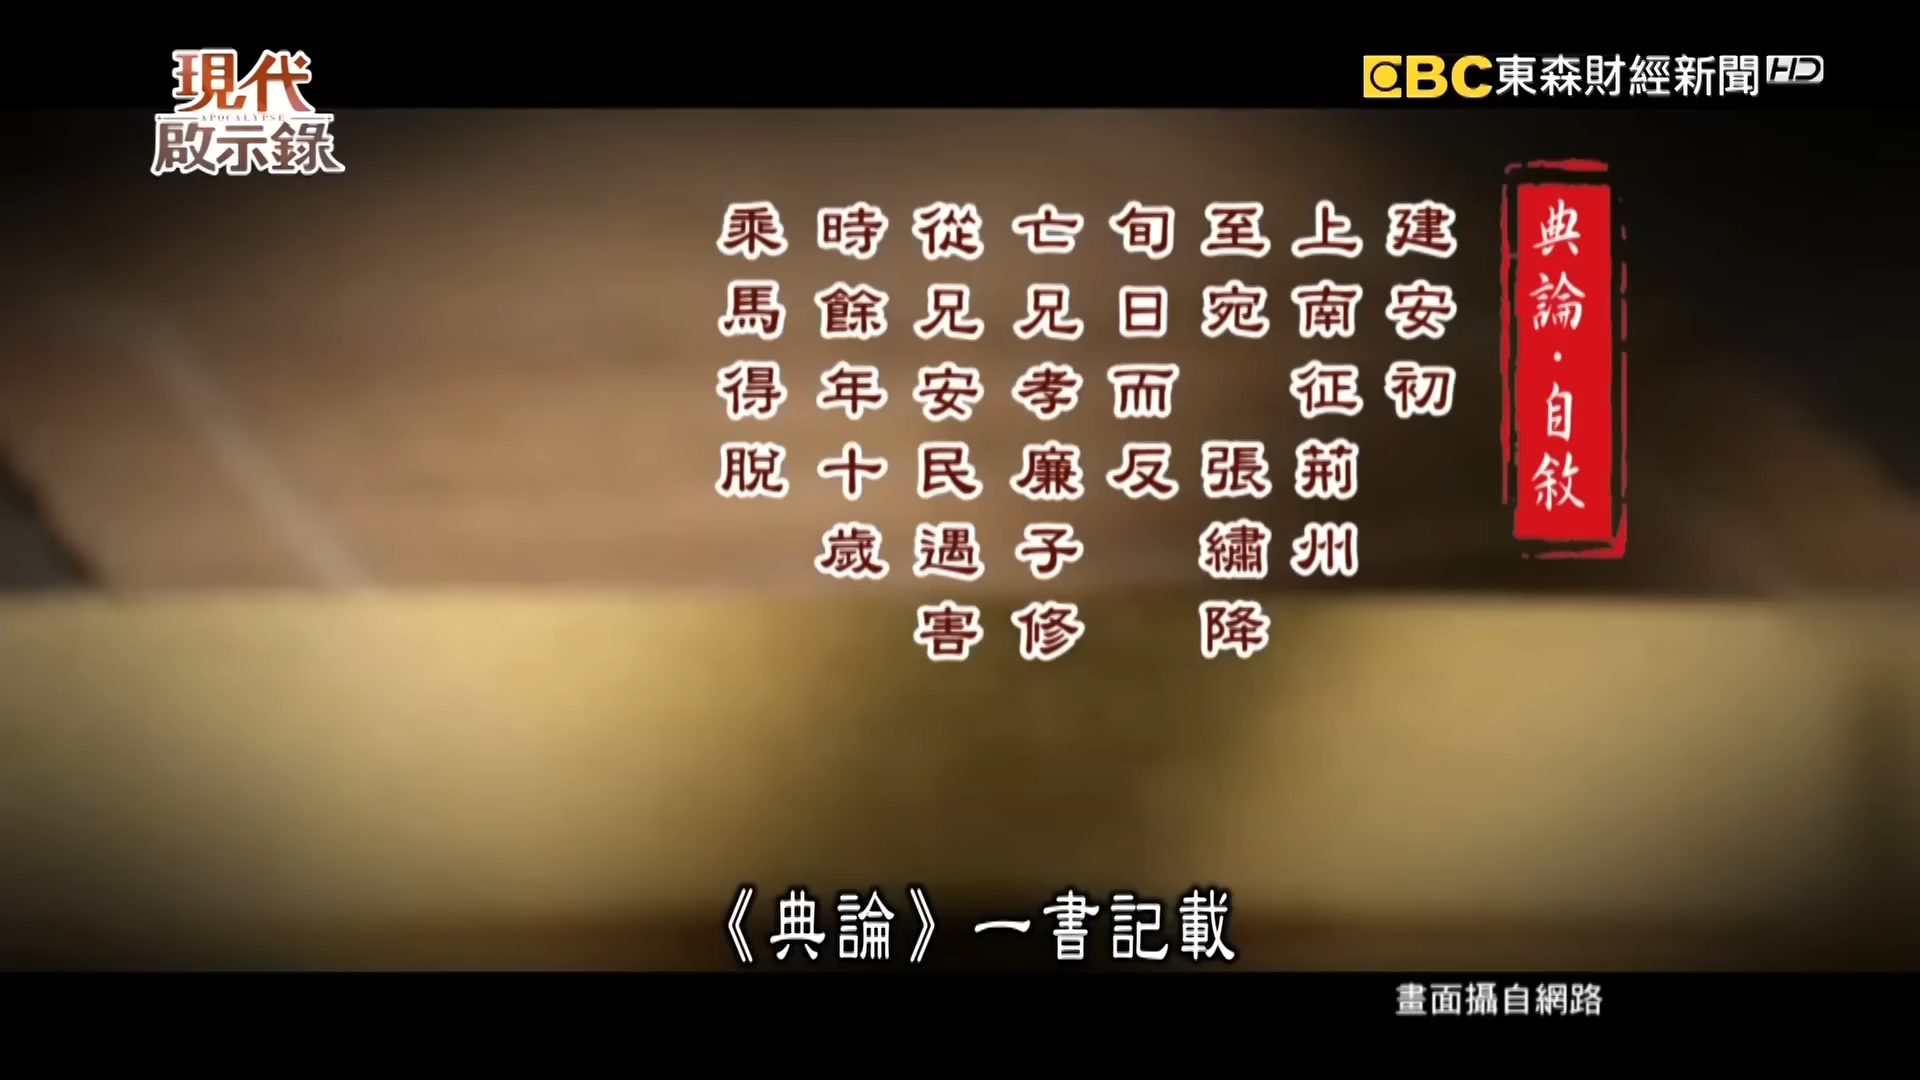 現代
APOCALYPSE
啟示錄
EBC東森財經新聞HD
典論·自敘
建安初
上南征荊州
至宛 張繡降
旬日而反
亡兄孝廉子修
從兄安民遇害
時餘年十歲
乘馬得脫
《典論》一書記載
畫面攝自網路